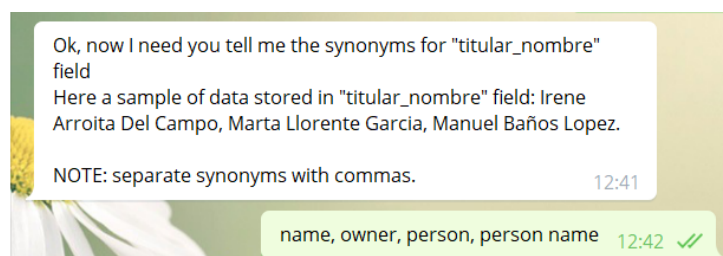 Ok, now I need you tell me the synonyms for "titular_nombre"
field
Here a sample of data stored in "titular_nombre" field: Irene
Arroita Del Campo, Marta Llorente Garcia, Manuel Baños Lopez.
NOTE: separate synonyms with commas.
12:41
name, owner, person, person name
12:42